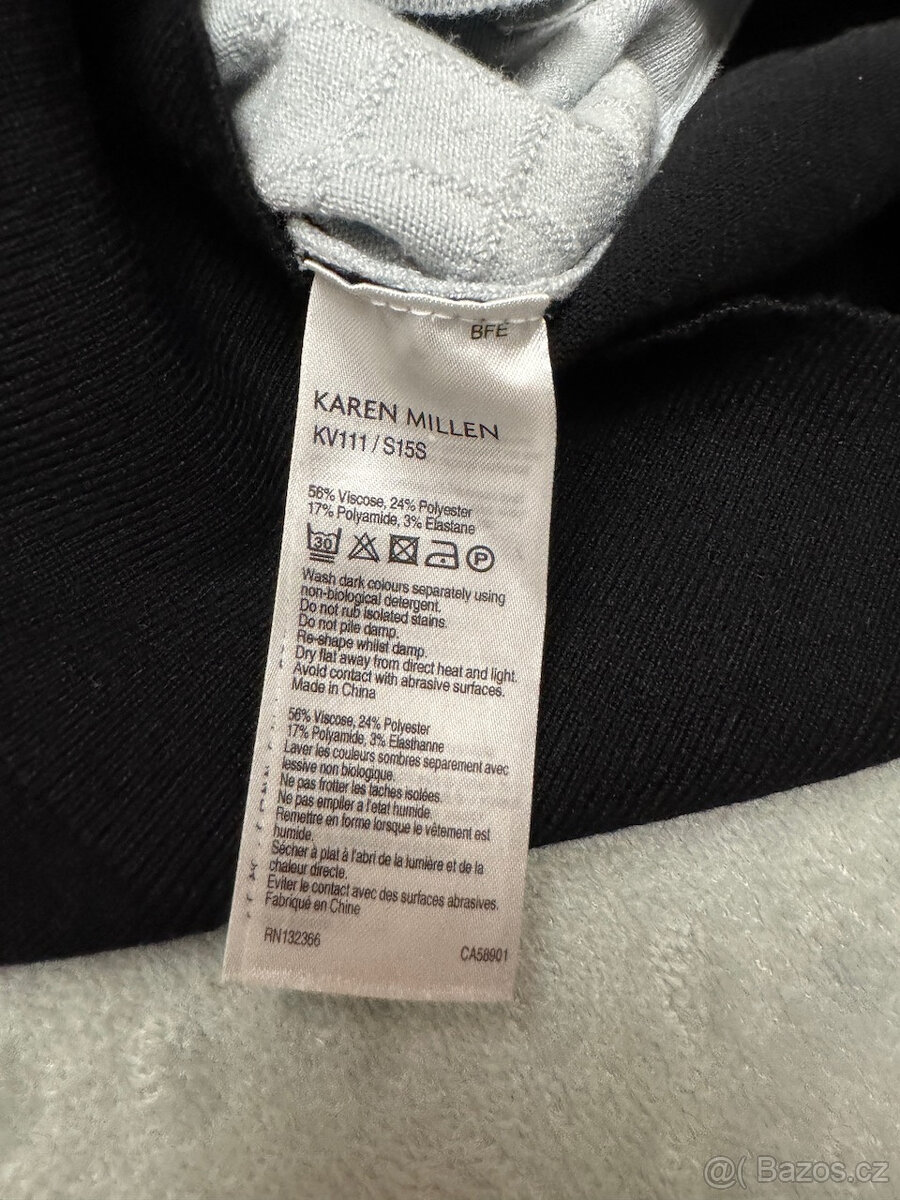 BFE
KAREN MILLEN
KV111 / S15S
56% Viscose, 24% Polyester
17% Polyamide, 3% Elastane
30 P
Wash dark colours separately using
non-biological detergent.
Do not rub isolated stains.
Do not pile damp.
Re-shape whilst damp.
Dry flat away from direct heat and light.
Avoid contact with abrasive surfaces.
Made in China
56% Viscose, 24% Polyester
17% Polyamide, 3% Elasthanne
Laver les couleurs sombres separement avec
lessive non biologique.
Ne pas frotter les taches isolées.
Ne pas empiler a l'etat humide.
Remettre en forme lorsque le vêtement est
humide.
Sécher à plat à l'abri de la lumière et de la
chaleur directe.
Eviter le contact avec des surfaces abrasives.
Fabriqué en Chine
RN132366
CA58901
@( Bazos.cz